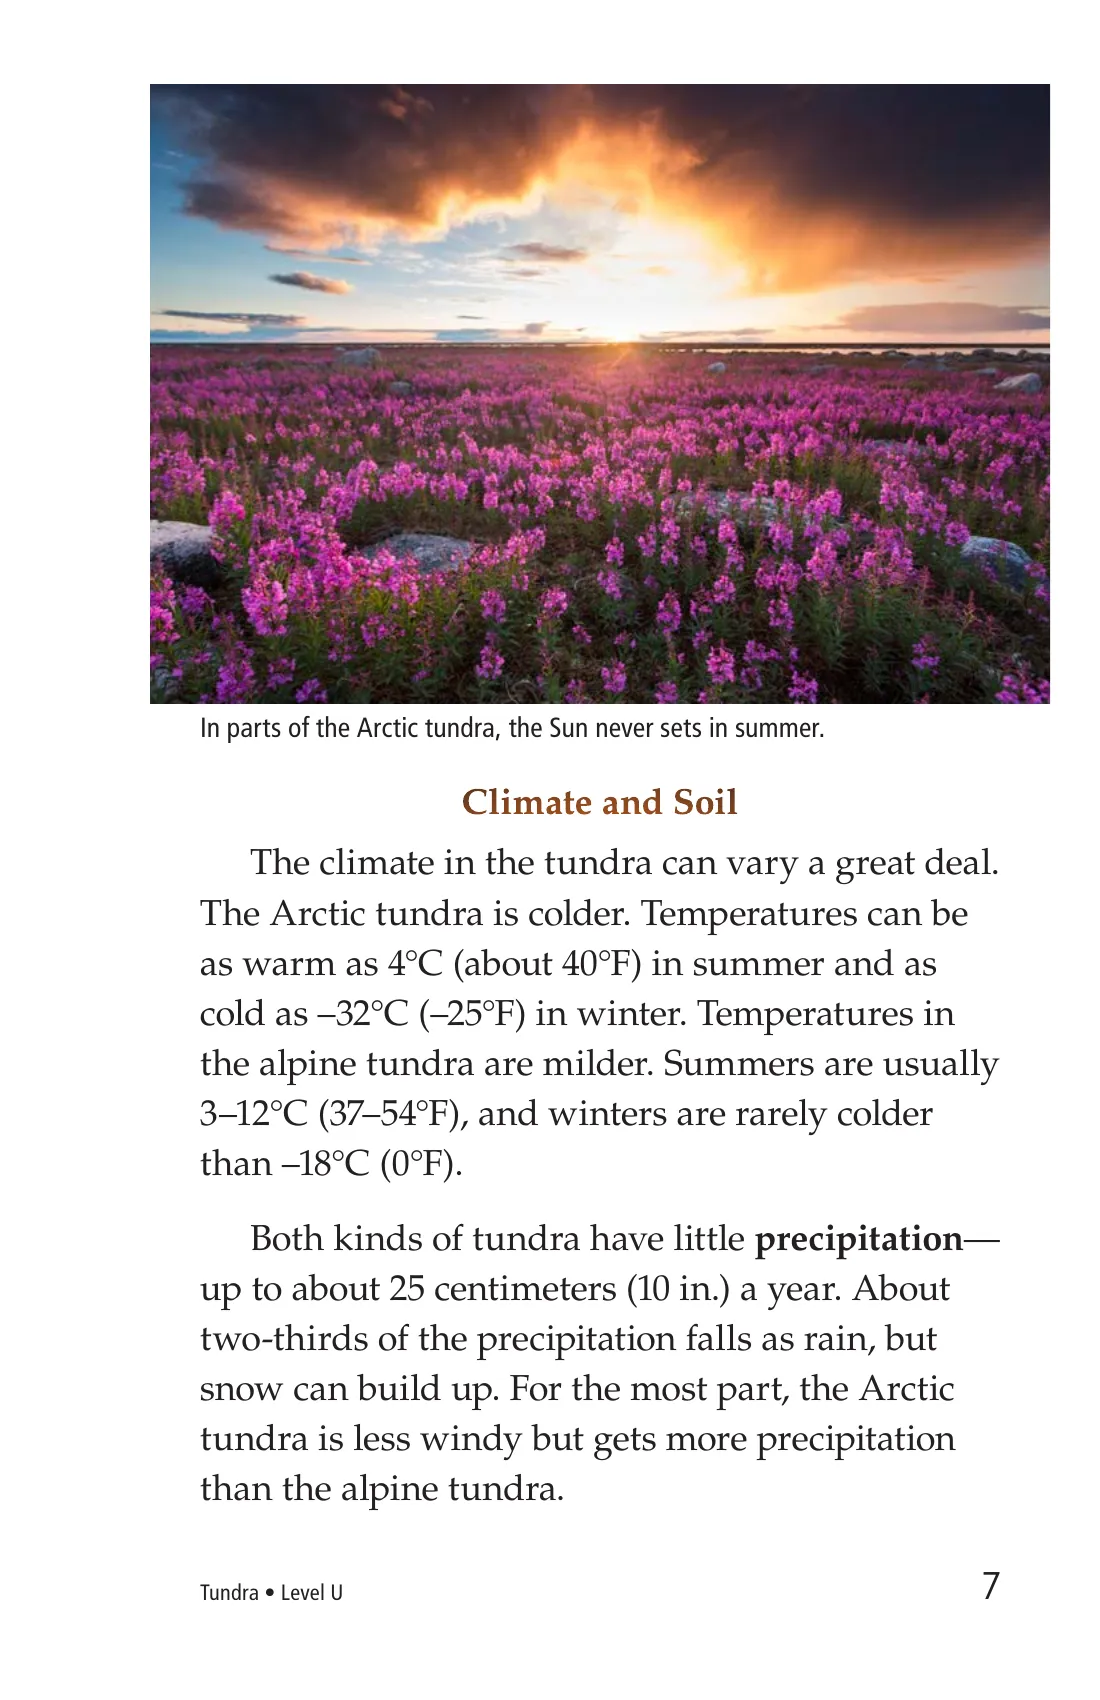 In parts of the Arctic tundra, the Sun never sets in summer.
Climate and Soil
The climate in the tundra can vary a great deal.
The Arctic tundra is colder. Temperatures can be
as warm as 4°C (about 40°F) in summer and as
cold as –32°C (–25°F) in winter. Temperatures in
the alpine tundra are milder. Summers are usually
3–12°C (37–54°F), and winters are rarely colder
than –18°C (0°F).
Both kinds of tundra have little precipitation—
up to about 25 centimeters (10 in.) a year. About
two-thirds of the precipitation falls as rain, but
snow can build up. For the most part, the Arctic
tundra is less windy but gets more precipitation
than the alpine tundra.
Tundra • Level U
7